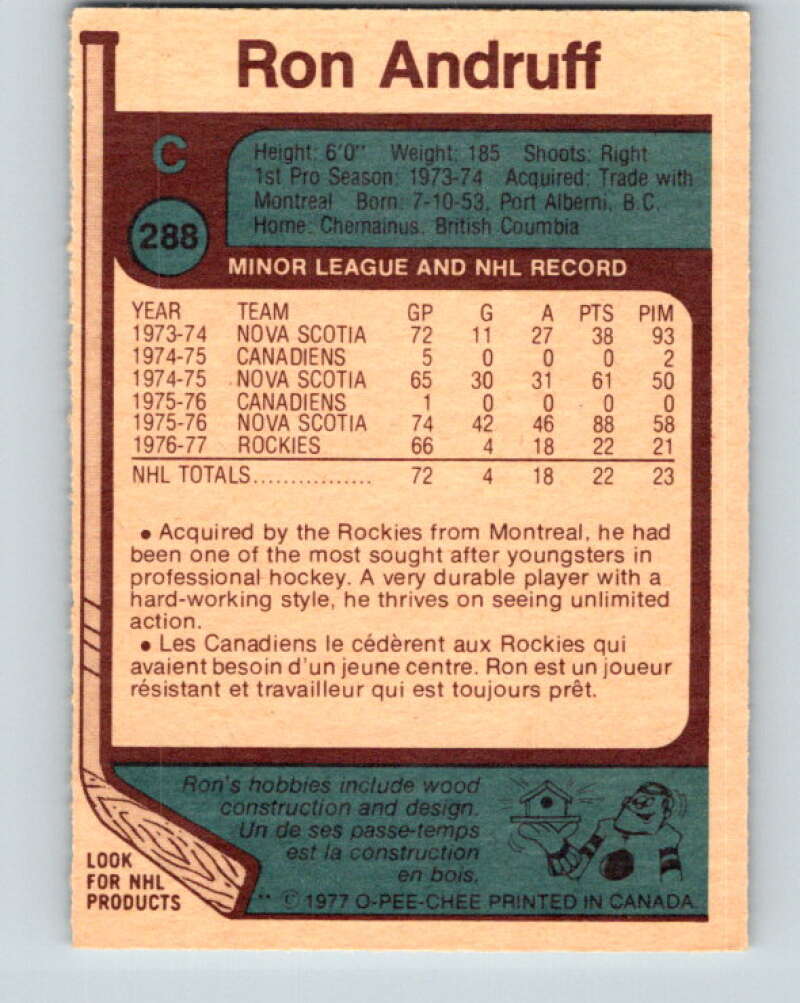 Ron Andruff
C
288
Height: 6'0" Weight: 185 Shoots: Right
1st Pro Season: 1973-74 Acquired: Trade with
Montreal Born: 7-10-53, Port Alberni, B.C.
Home: Chemainus, British Coumbia
MINOR LEAGUE AND NHL RECORD
YEAR TEAM GP G A PTS PIM
1973-74 NOVA SCOTIA 72 11 27 38 93
1974-75 CANADIENS 5 0 0 0 2
1974-75 NOVA SCOTIA 65 30 31 61 50
1975-76 CANADIENS 1 0 0 0 0
1975-76 NOVA SCOTIA 74 42 46 88 58
1976-77 ROCKIES 66 4 18 22 21
NHL TOTALS................ 72 4 18 22 23
• Acquired by the Rockies from Montreal, he had
been one of the most sought after youngsters in
professional hockey. A very durable player with a
hard-working style, he thrives on seeing unlimited
action.
• Les Canadiens le cédèrent aux Rockies qui
avaient besoin d'un jeune centre. Ron est un joueur
résistant et travailleur qui est toujours prêt.
Ron's hobbies include wood
construction and design.
Un de ses passe-temps
est la construction
en bois.
LOOK
FOR NHL
PRODUCTS
** © 1977 O-PEE-CHEE PRINTED IN CANADA